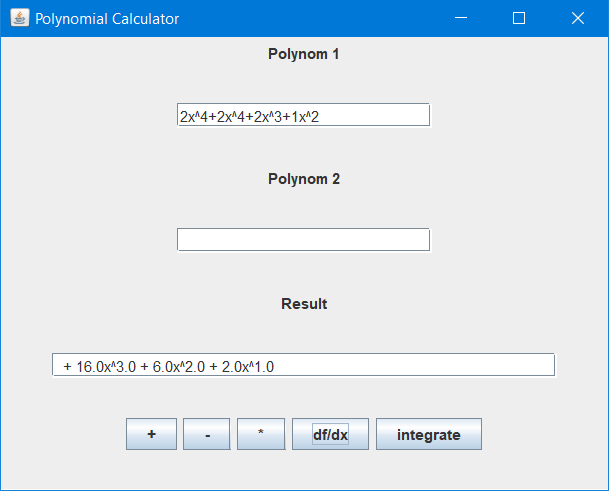 Polynomial Calculator
Polynom 1
2x^4+2x^4+2x^3+1x^2
Polynom 2
Result
+ 16.0x^3.0 + 6.0x^2.0 + 2.0x^1.0
+ - * df/dx integrate